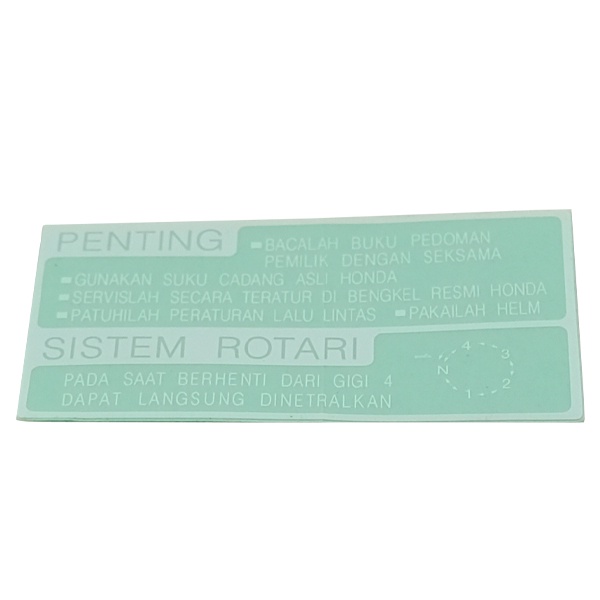 PENTING
BACALAH BUKU PEDOMAN
PEMILIK DENGAN SEKSAMA
GUNAKAN SUKU CADANG ASLI HONDA
SERVISLAH SECARA TERATUR DI BENGKEL RESMI HONDA
PATUHILAH PERATURAN LALU LINTAS PAKAILAH HELM
SISTEM ROTARI
PADA SAAT BERHENTI DARI GIGI 4
DAPAT LANGSUNG DINETRALKAN
4
3
N
2
1